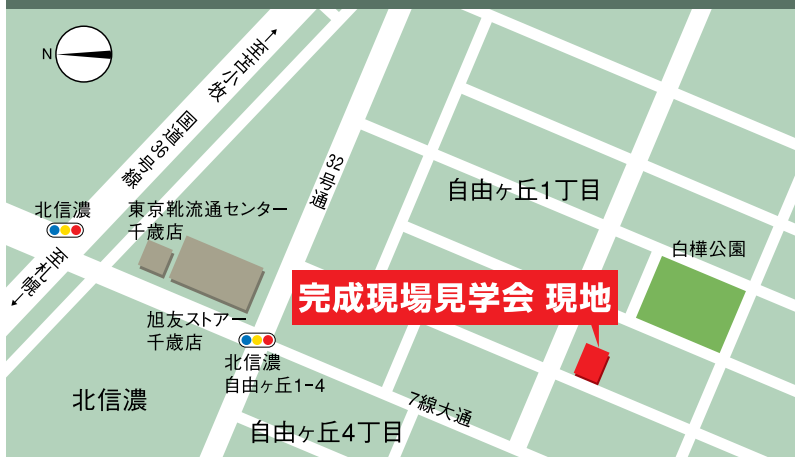 N
↑至苫小牧
国道36号線
32号通
自由ヶ丘1丁目
北信濃
東京靴流通センター
千歳店
白樺公園
至札幌↓
完成現場見学会 現地
旭友ストアー
千歳店
北信濃
自由ヶ丘1-4
北信濃
7線大通
自由ヶ丘4丁目